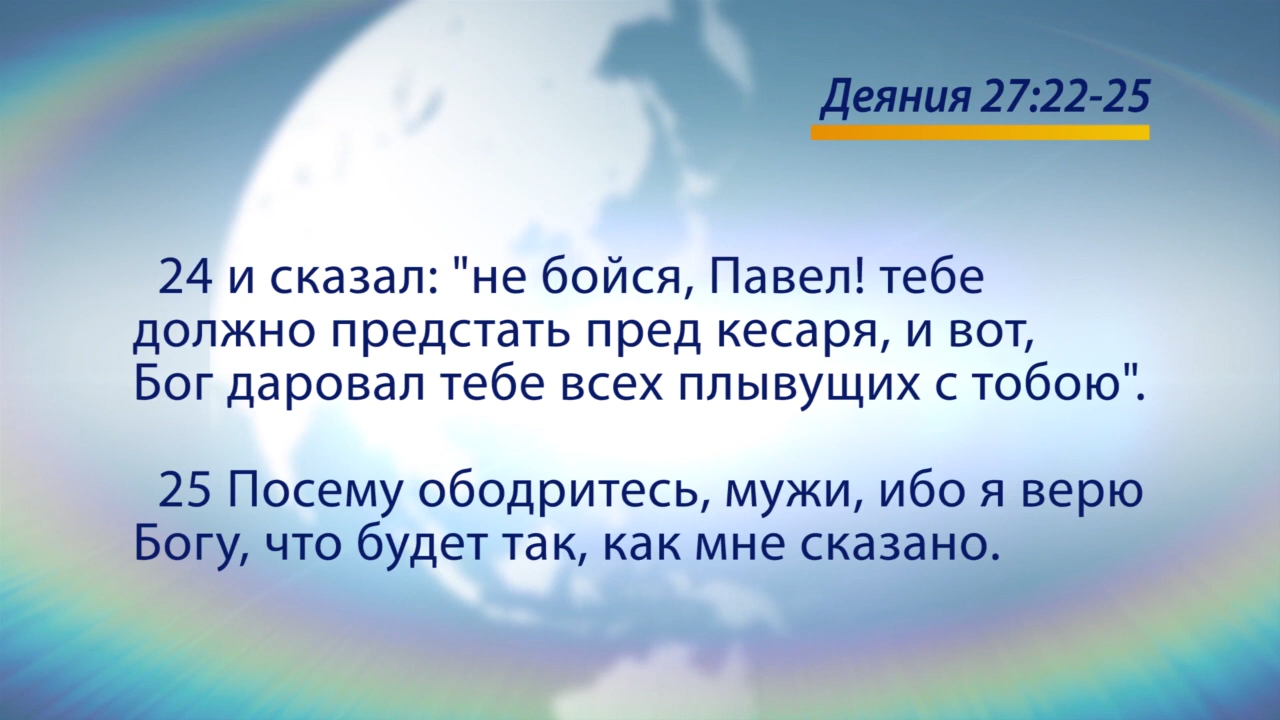 Деяния 27:22-25
24 и сказал: "не бойся, Павел! тебе
должно предстать пред кесаря, и вот,
Бог даровал тебе всех плывущих с тобою".
25 Посему ободритесь, мужи, ибо я верю
Богу, что будет так, как мне сказано.